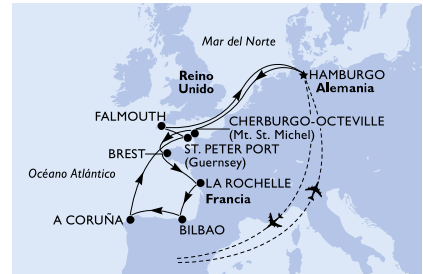 Mar del Norte
Reino
Unido
HAMBURGO
Alemania
FALMOUTH
CHERBURGO-OCTEVILLE
(Mt. St. Michel)
ST. PETER PORT
(Guernsey)
BREST
Océano Atlántico
LA ROCHELLE
Francia
A CORUÑA
BILBAO